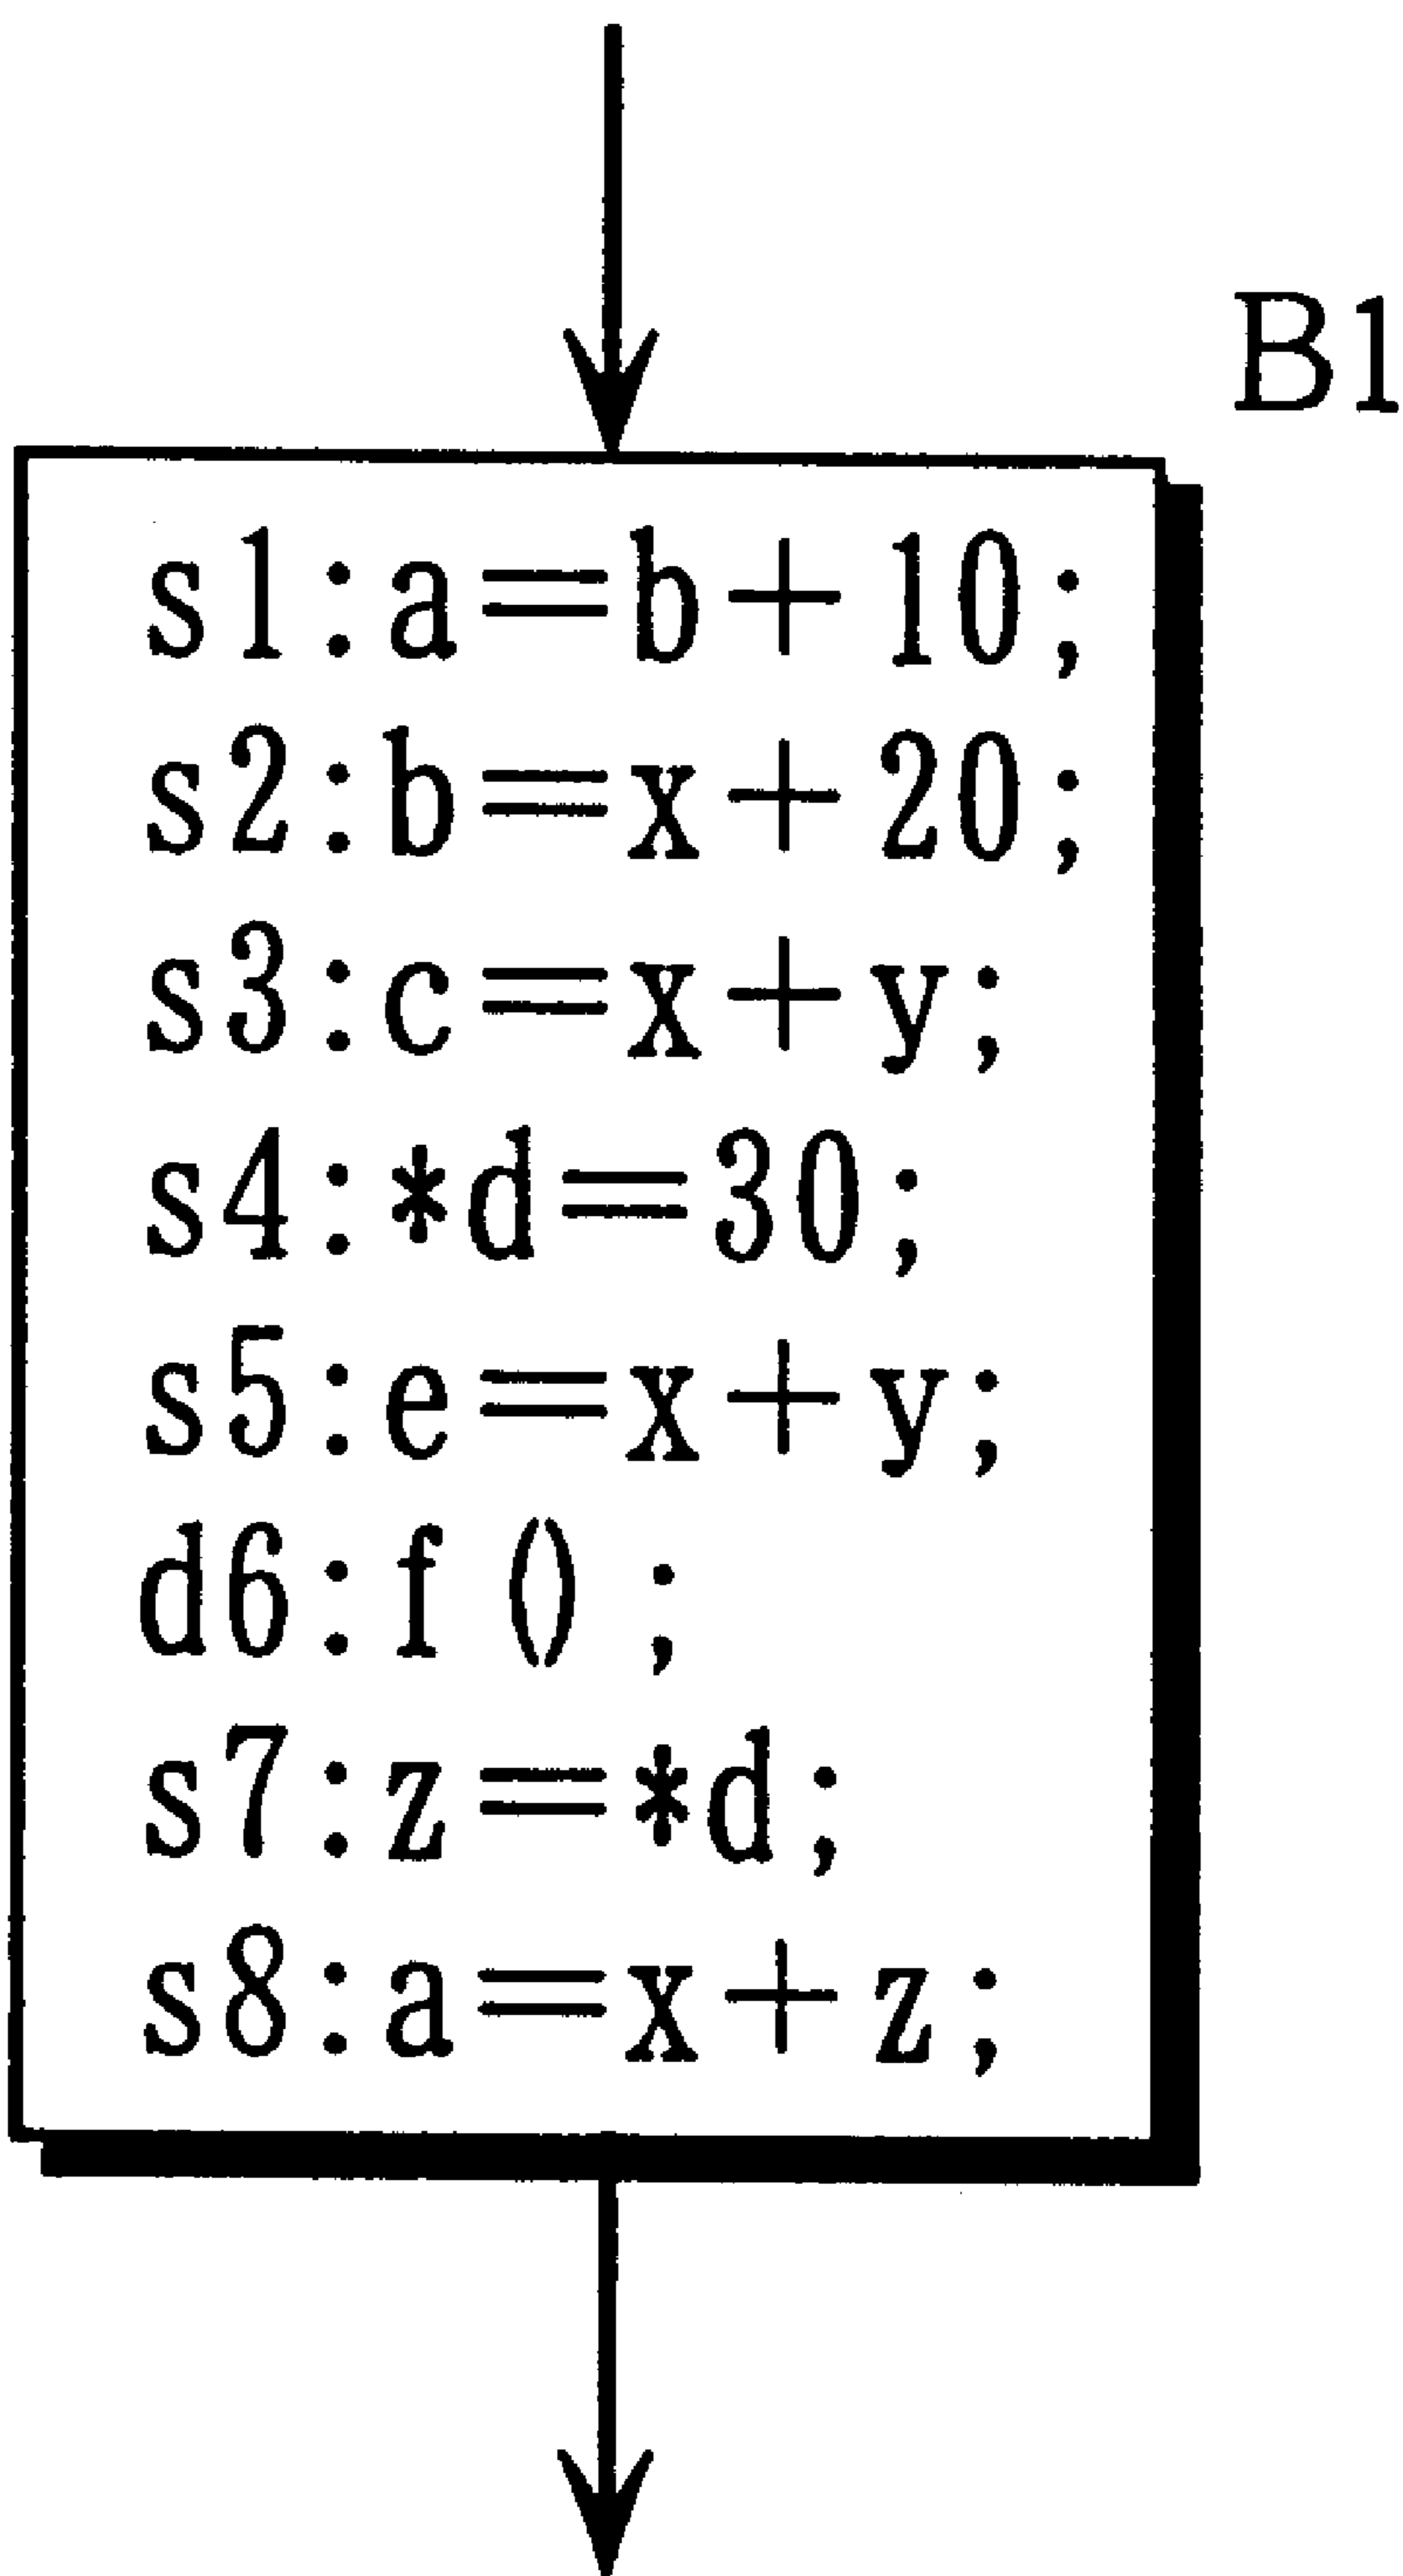 B1
s1:a=b+10;
s2:b=x+20;
s3:c=x+y;
s4:*d=30;
s5:e=x+y;
d6:f();
s7:z=*d;
s8:a=x+z;